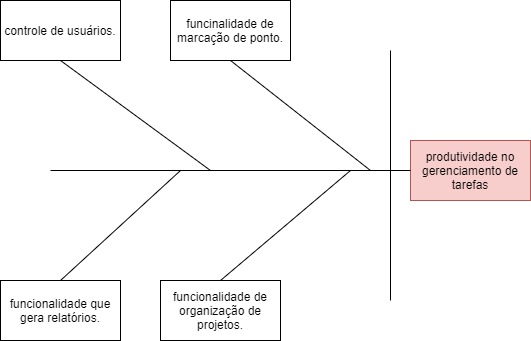 controle de usuários.
funcinalidade de
marcação de ponto.
produtividade no
gerenciamento de
tarefas
funcionalidade que
gera relatórios.
funcionalidade de
organização de
projetos.